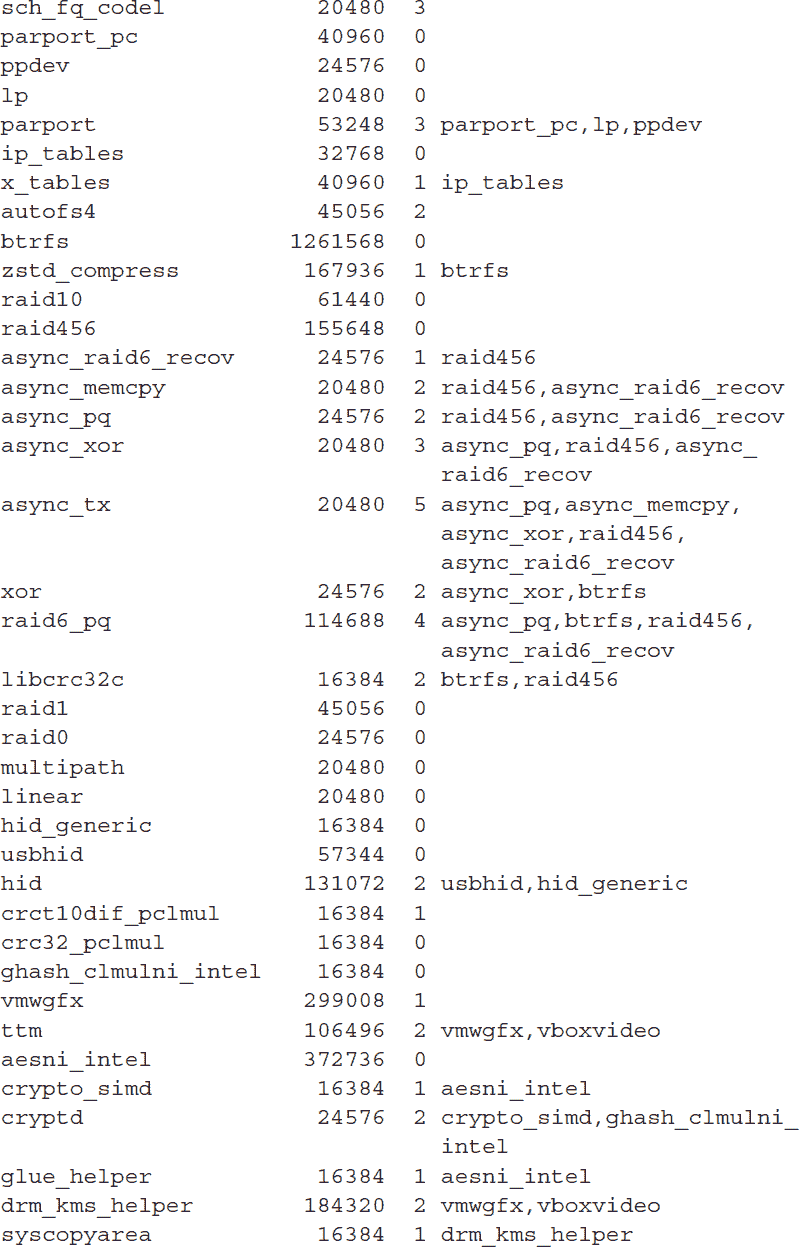 sch_fq_codel 20480 3
parport_pc 40960 0
ppdev 24576 0
lp 20480 0
parport 53248 3 parport_pc,lp,ppdev
ip_tables 32768 0
x_tables 40960 1 ip_tables
autofs4 45056 2
btrfs 1261568 0
zstd_compress 167936 1 btrfs
raid10 61440 0
raid456 155648 0
async_raid6_recov 24576 1 raid456
async_memcpy 20480 2 raid456,async_raid6_recov
async_pq 24576 2 raid456,async_raid6_recov
async_xor 20480 3 async_pq,raid456,async_
raid6_recov
async_tx 20480 5 async_pq,async_memcpy,
async_xor,raid456,
async_raid6_recov
xor 24576 2 async_xor,btrfs
raid6_pq 114688 4 async_pq,btrfs,raid456,
async_raid6_recov
libcrc32c 16384 2 btrfs,raid456
raid1 45056 0
raid0 24576 0
multipath 20480 0
linear 20480 0
hid_generic 16384 0
usbhid 57344 0
hid 131072 2 usbhid,hid_generic
crct10dif_pclmul 16384 1
crc32_pclmul 16384 0
ghash_clmulni_intel 16384 0
vmwgfx 299008 1
ttm 106496 2 vmwgfx,vboxvideo
aesni_intel 372736 0
crypto_simd 16384 1 aesni_intel
cryptd 24576 2 crypto_simd,ghash_clmulni_
intel
glue_helper 16384 1 aesni_intel
drm_kms_helper 184320 2 vmwgfx,vboxvideo
syscopyarea 16384 1 drm_kms_helper